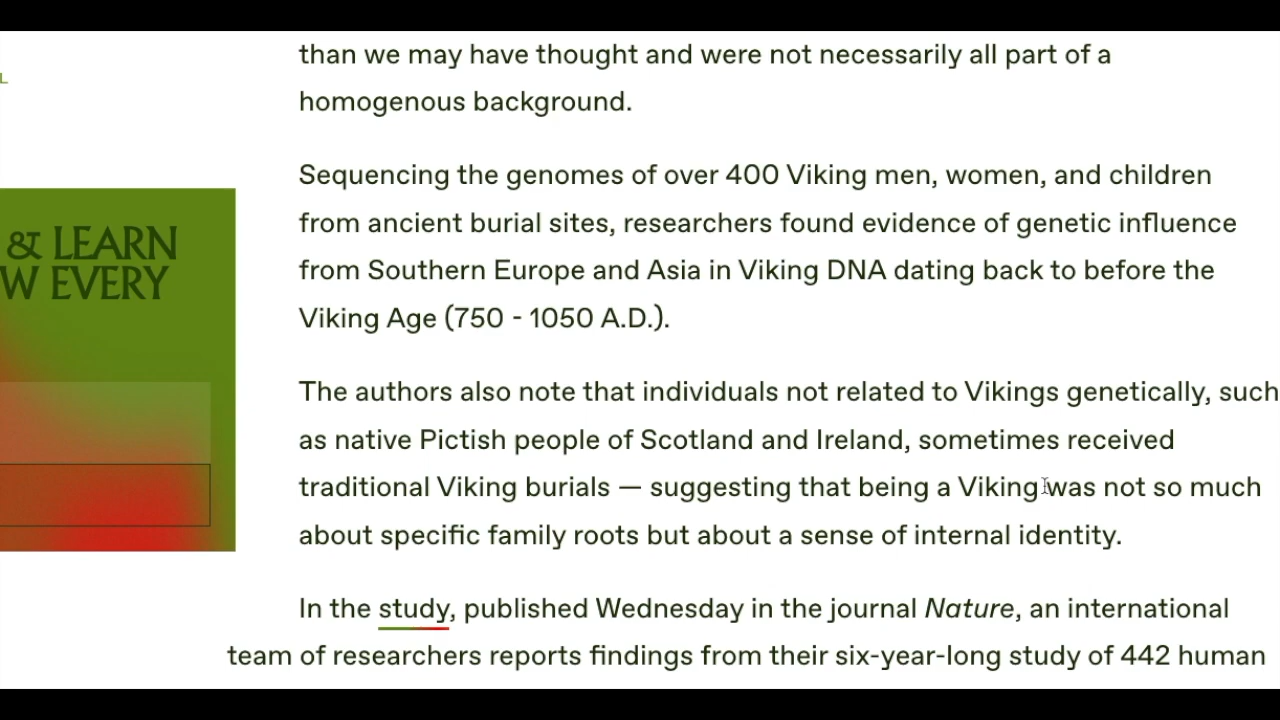 than we may have thought and were not necessarily all part of a
homogenous background.
L
& LEARN
W EVERY
Sequencing the genomes of over 400 Viking men, women, and children
from ancient burial sites, researchers found evidence of genetic influence
from Southern Europe and Asia in Viking DNA dating back to before the
Viking Age (750 - 1050 A.D.).
The authors also note that individuals not related to Vikings genetically, such
as native Pictish people of Scotland and Ireland, sometimes received
traditional Viking burials — suggesting that being a Viking was not so much
about specific family roots but about a sense of internal identity.
In the study, published Wednesday in the journal Nature, an international
team of researchers reports findings from their six-year-long study of 442 human